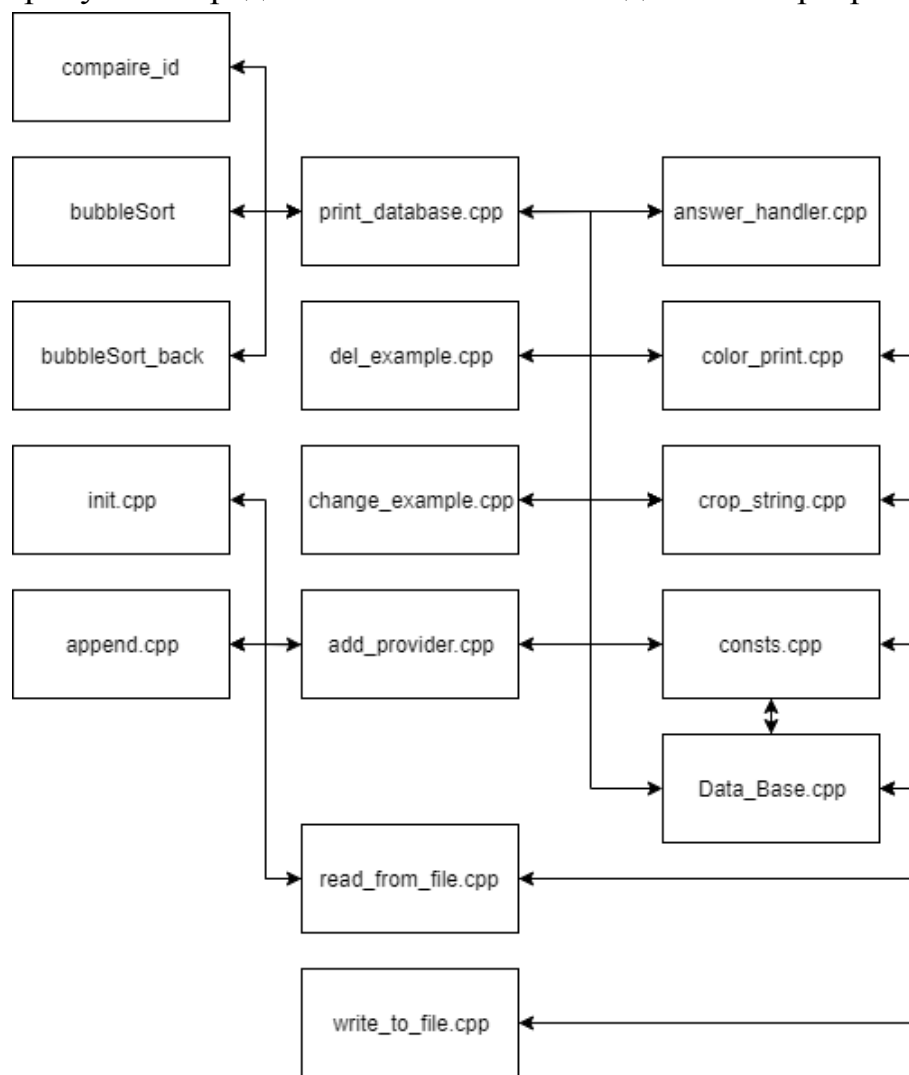 compaire_id
bubbleSort
print_database.cpp
answer_handler.cpp
bubbleSort_back
del_example.cpp
color_print.cpp
init.cpp
change_example.cpp
crop_string.cpp
append.cpp
add_provider.cpp
consts.cpp
Data_Base.cpp
read_from_file.cpp
write_to_file.cpp